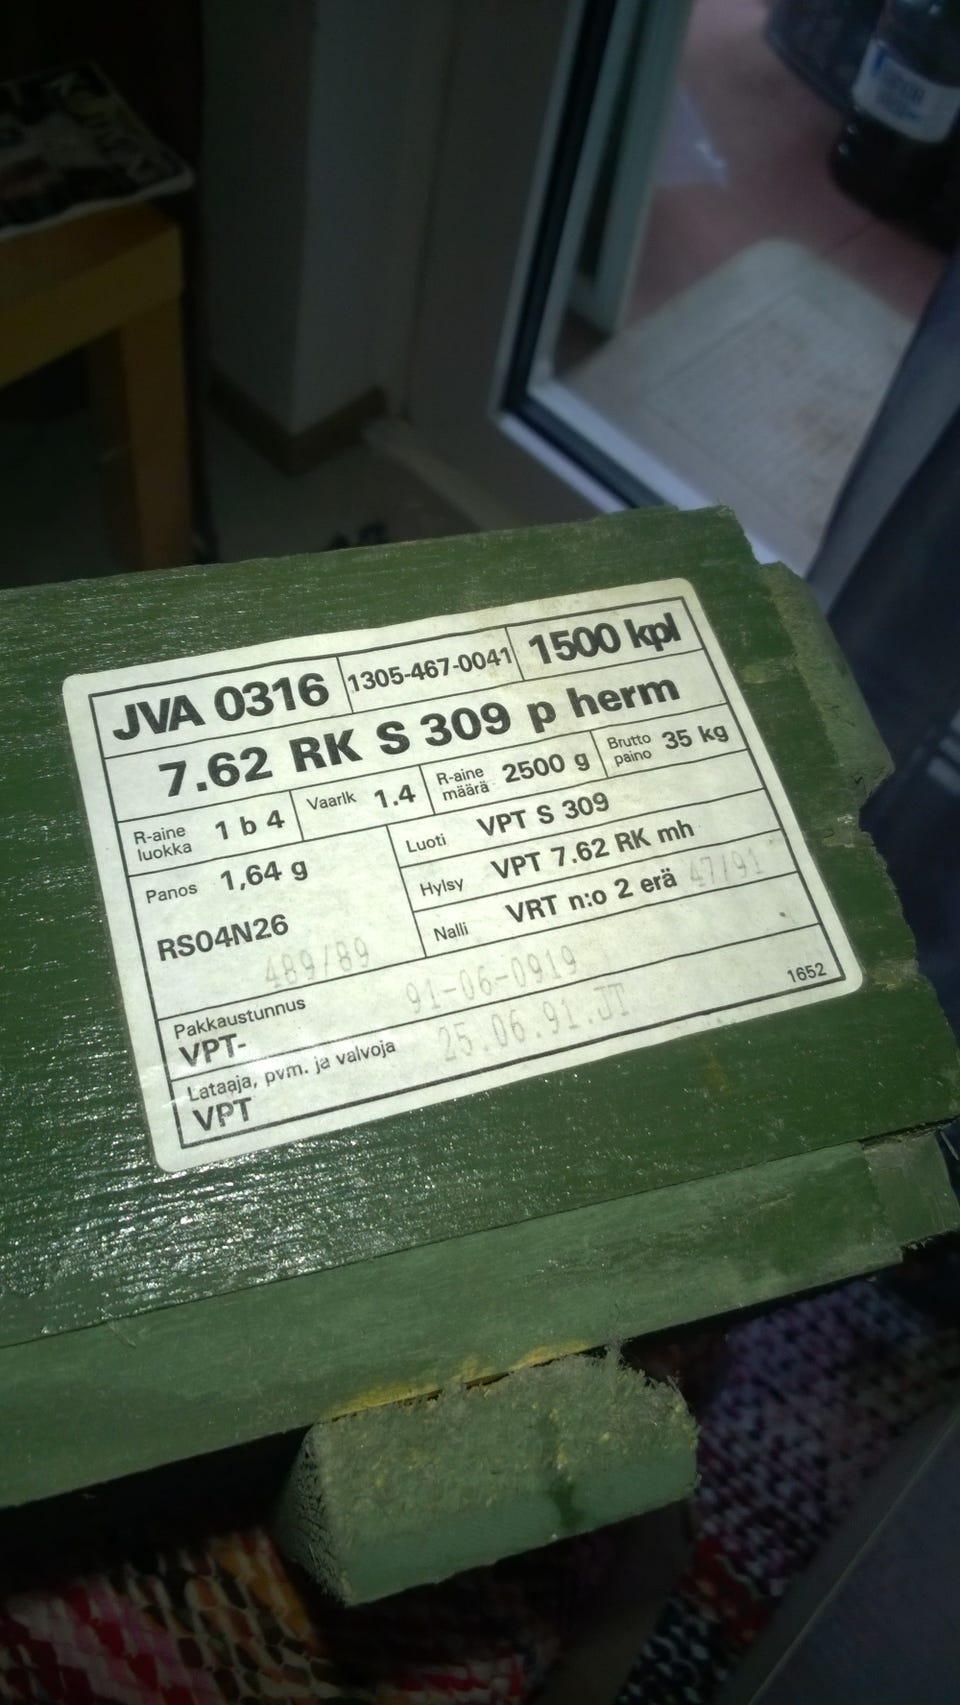 JVA 0316 1305-467-0041 1500 kpl
7.62 RK S 309 p herm
R-aine luokka 1 b 4 Vaarlk 1.4 R-aine määrä 2500 g Brutto paino 35 kg
Panos 1,64 g
RS04N26
489/89
Luoti VPT S 309
Hylsy VPT 7.62 RK mh
Nalli VRT n:o 2 erä 47/91
Pakkaustunnus
VPT- 91-06-0919
Lataaja, pvm. ja valvoja
VPT 25.06.91.JT
1652